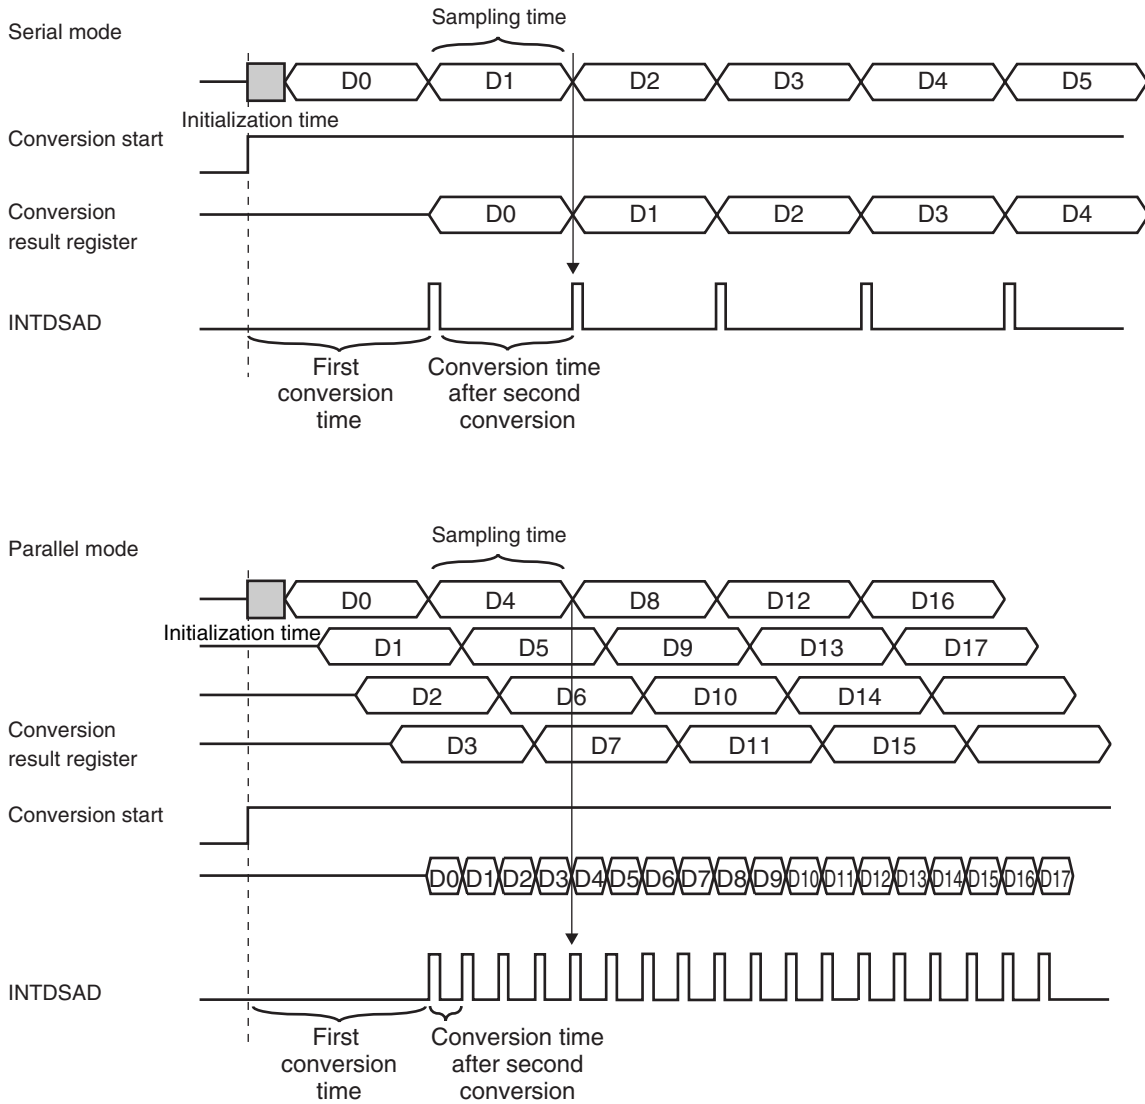 Serial mode
Sampling time
D0 D1 D2 D3 D4 D5
Initialization time
Conversion start
Conversion
result register
D0 D1 D2 D3 D4
INTDSAD
First
conversion
time
Conversion time
after second
conversion
Parallel mode
Sampling time
D0 D4 D8 D12 D16
Initialization time
D1 D5 D9 D13 D17
D2 D6 D10 D14
Conversion
result register
D3 D7 D11 D15
Conversion start
D0 D1 D2 D3 D4 D5 D6 D7 D8 D9 D10 D11 D12 D13 D14 D15 D16 D17
INTDSAD
First
conversion
time
Conversion time
after second
conversion